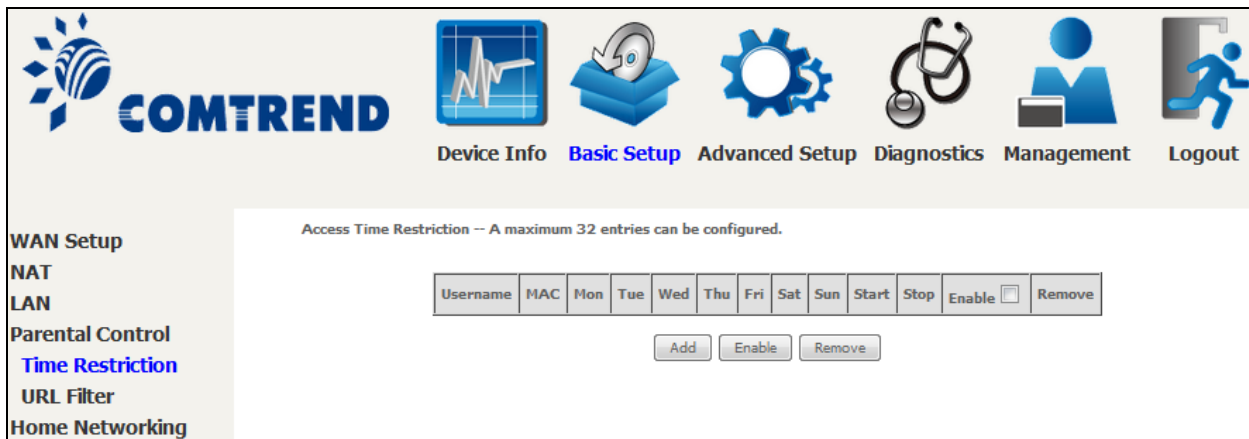 COMTREND
Device Info Basic Setup Advanced Setup Diagnostics Management Logout
WAN Setup
NAT
LAN
Parental Control
Time Restriction
URL Filter
Home Networking
Access Time Restriction -- A maximum 32 entries can be configured.
Username MAC Mon Tue Wed Thu Fri Sat Sun Start Stop Enable Remove
Add Enable Remove